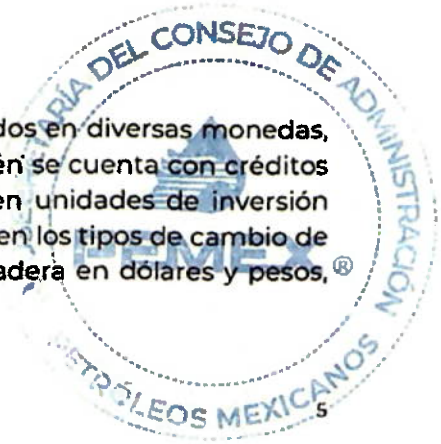 DEL CONSEJO DE ADMINISTRACIÓN
dos en diversas monedas,
én se cuenta con créditos
en unidades de inversión
en los tipos de cambio de
adera en dólares y pesos,
PEMEX ®
PETRÓLEOS MEXICANOS
5